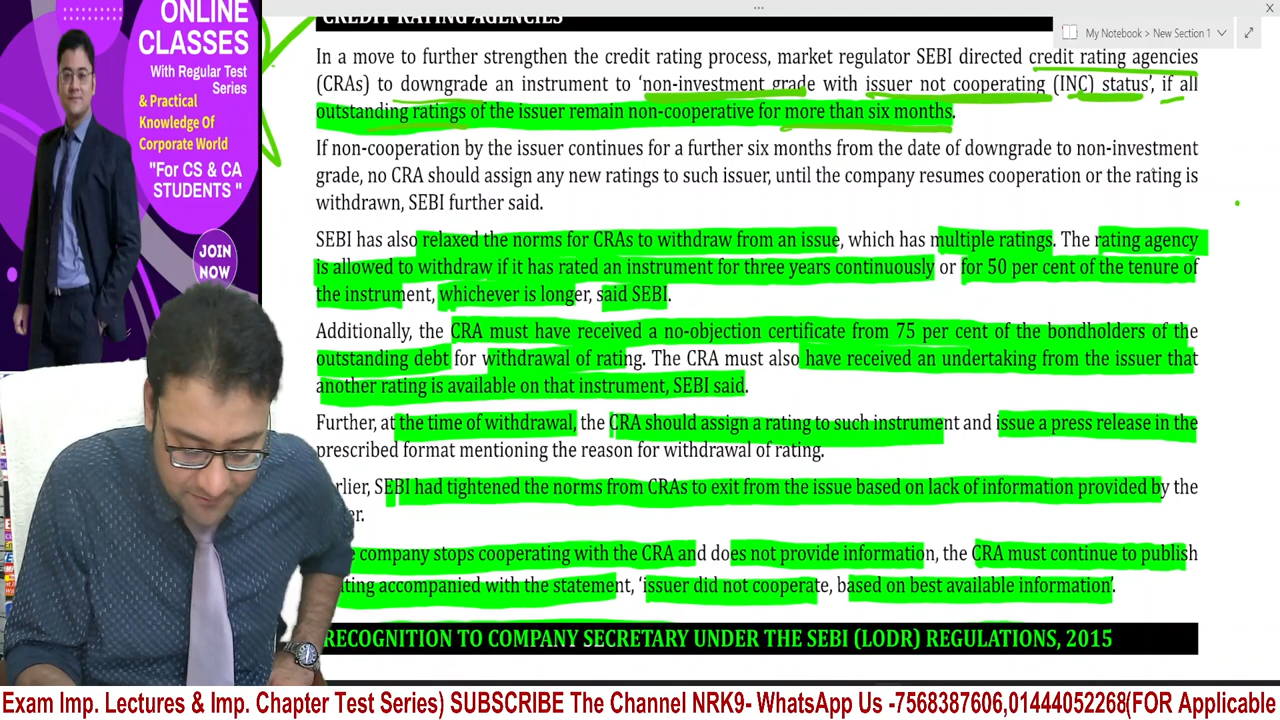 ONLINE
CLASSES
With Regular Test
Series
& Practical
Knowledge Of
Corporate World
"For CS & CA
STUDENTS "
JOIN
NOW
My Notebook > New Section 1
CREDIT RATING AGENCIES
In a move to further strengthen the credit rating process, market regulator SEBI directed credit rating agencies
(CRAs) to downgrade an instrument to ‘non-investment grade with issuer not cooperating (INC) status’, if all
outstanding ratings of the issuer remain non-cooperative for more than six months.
If non-cooperation by the issuer continues for a further six months from the date of downgrade to non-investment
grade, no CRA should assign any new ratings to such issuer, until the company resumes cooperation or the rating is
withdrawn, SEBI further said.
SEBI has also relaxed the norms for CRAs to withdraw from an issue, which has multiple ratings. The rating agency
is allowed to withdraw if it has rated an instrument for three years continuously or for 50 per cent of the tenure of
the instrument, whichever is longer, said SEBI.
Additionally, the CRA must have received a no-objection certificate from 75 per cent of the bondholders of the
outstanding debt for withdrawal of rating. The CRA must also have received an undertaking from the issuer that
another rating is available on that instrument, SEBI said.
Further, at the time of withdrawal, the CRA should assign a rating to such instrument and issue a press release in the
prescribed format mentioning the reason for withdrawal of rating.
rlier, SEBI had tightened the norms from CRAs to exit from the issue based on lack of information provided by the
er.
company stops cooperating with the CRA and does not provide information, the CRA must continue to publish
ting accompanied with the statement, ‘issuer did not cooperate, based on best available information’.
RECOGNITION TO COMPANY SECRETARY UNDER THE SEBI (LODR) REGULATIONS, 2015
Exam Imp. Lectures & Imp. Chapter Test Series) SUBSCRIBE The Channel NRK9- WhatsApp Us -7568387606,01444052268(FOR Applicable